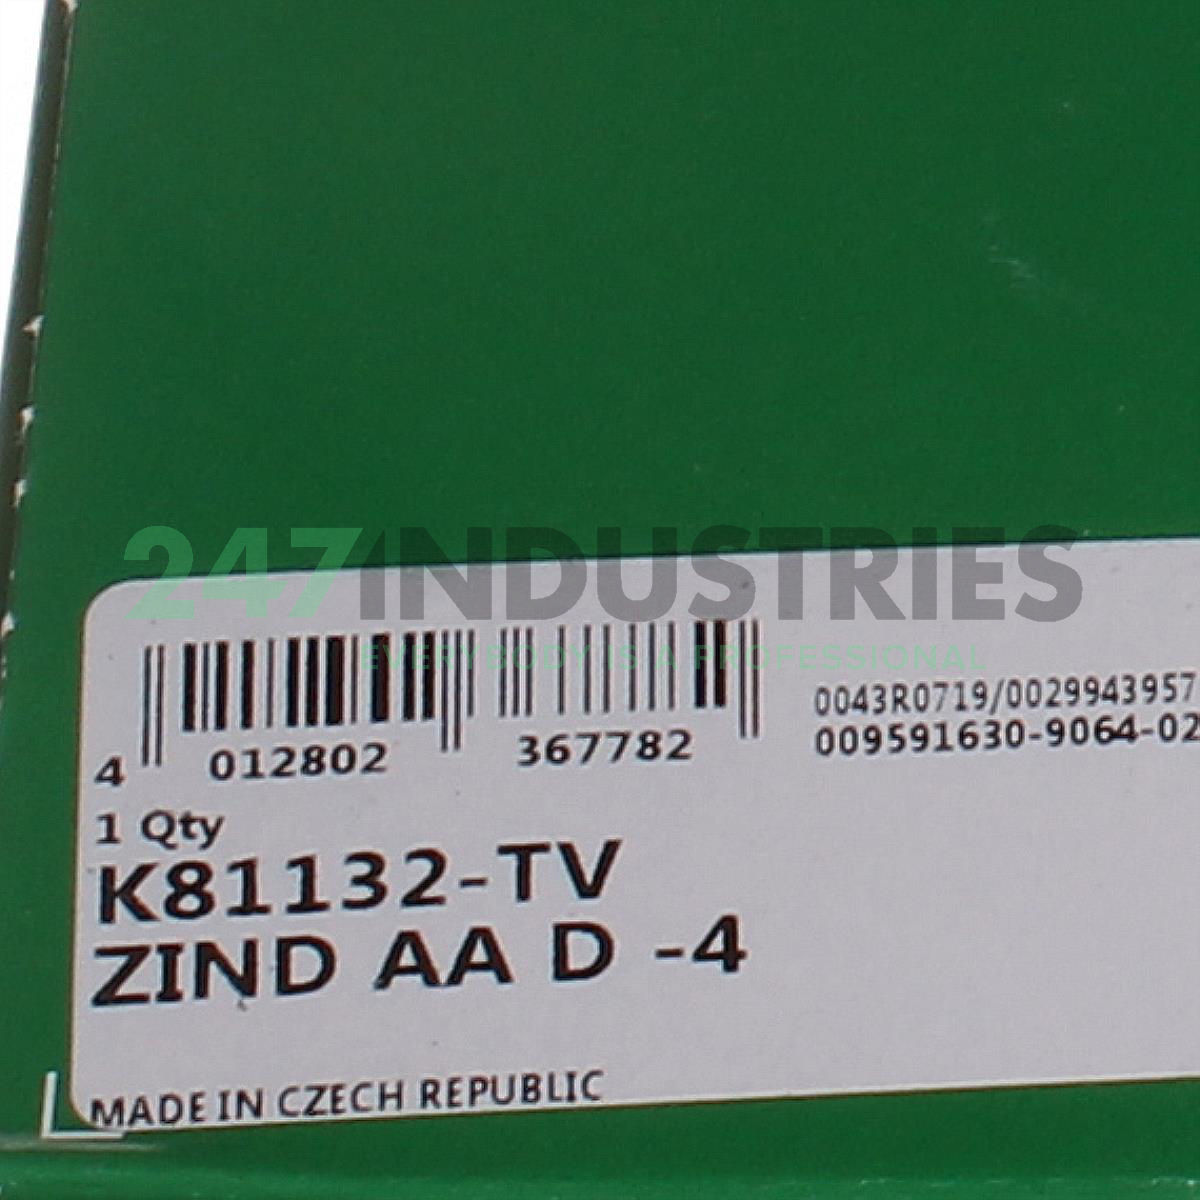 247INDUSTRIES
EVERYBODY IS A PROFESSIONAL
0043R0719/0029943957
009591630-9064-02
4 012802 367782
1 Qty
K81132-TV
ZIND AA D -4
MADE IN CZECH REPUBLIC